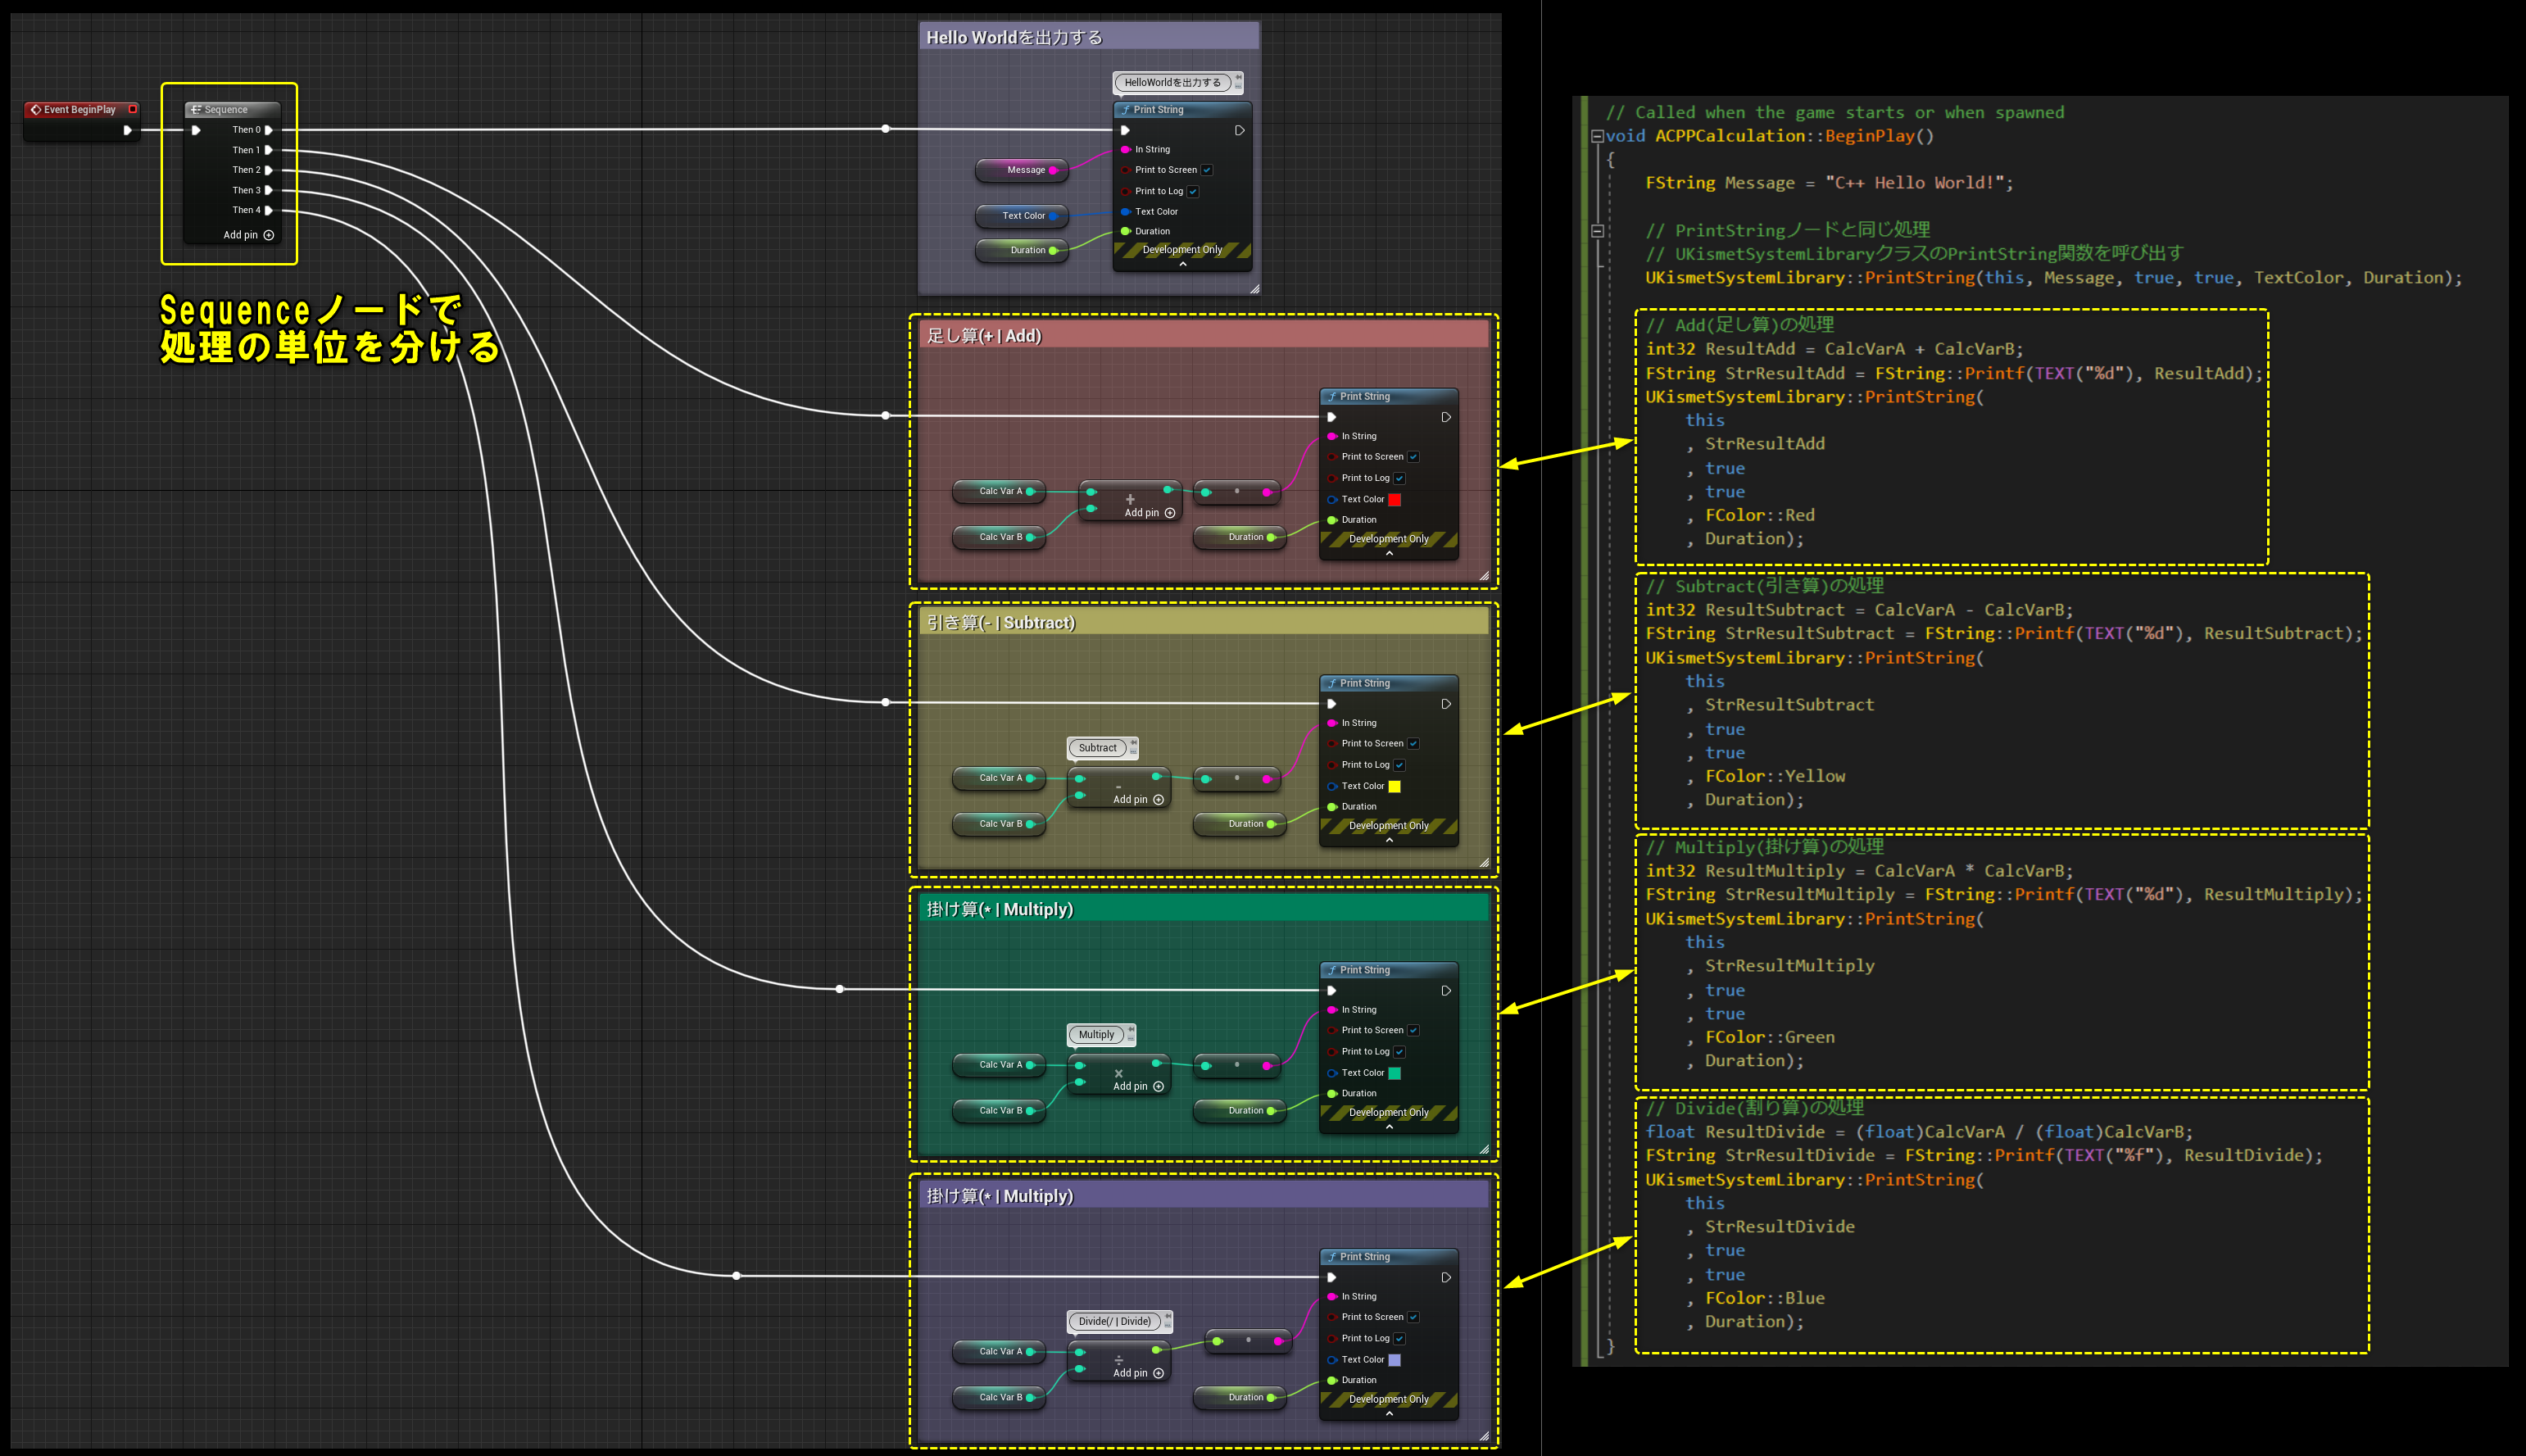 Event BeginPlay
Sequence
Then 0
Then 1
Then 2
Then 3
Then 4
Add pin
Sequenceノードで
処理の単位を分ける
Hello Worldを出力する
HelloWorldを出力する
Print String
In String
Print to Screen
Print to Log
Text Color
Duration
Development Only
Message
Text Color
Duration
足し算(+ | Add)
Print String
In String
Print to Screen
Print to Log
Text Color
Duration
Development Only
Calc Var A
Calc Var B
+
Add pin
Duration
引き算(- | Subtract)
Print String
In String
Print to Screen
Print to Log
Text Color
Duration
Development Only
Subtract
Calc Var A
Calc Var B
-
Add pin
Duration
掛け算(* | Multiply)
Print String
In String
Print to Screen
Print to Log
Text Color
Duration
Development Only
Multiply
Calc Var A
Calc Var B
×
Add pin
Duration
掛け算(* | Multiply)
Print String
In String
Print to Screen
Print to Log
Text Color
Duration
Development Only
Divide(/ | Divide)
Calc Var A
Calc Var B
÷
Add pin
Duration
// Called when the game starts or when spawned
void ACPPCalculation::BeginPlay()
{
FString Message = "C++ Hello World!";
// PrintStringノードと同じ処理
// UKismetSystemLibraryクラスのPrintString関数を呼び出す
UKismetSystemLibrary::PrintString(this, Message, true, true, TextColor, Duration);
// Add(足し算)の処理
int32 ResultAdd = CalcVarA + CalcVarB;
FString StrResultAdd = FString::Printf(TEXT("%d"), ResultAdd);
UKismetSystemLibrary::PrintString(
this
, StrResultAdd
, true
, true
, FColor::Red
, Duration);
// Subtract(引き算)の処理
int32 ResultSubtract = CalcVarA - CalcVarB;
FString StrResultSubtract = FString::Printf(TEXT("%d"), ResultSubtract);
UKismetSystemLibrary::PrintString(
this
, StrResultSubtract
, true
, true
, FColor::Yellow
, Duration);
// Multiply(掛け算)の処理
int32 ResultMultiply = CalcVarA * CalcVarB;
FString StrResultMultiply = FString::Printf(TEXT("%d"), ResultMultiply);
UKismetSystemLibrary::PrintString(
this
, StrResultMultiply
, true
, true
, FColor::Green
, Duration);
// Divide(割り算)の処理
float ResultDivide = (float)CalcVarA / (float)CalcVarB;
FString StrResultDivide = FString::Printf(TEXT("%f"), ResultDivide);
UKismetSystemLibrary::PrintString(
this
, StrResultDivide
, true
, true
, FColor::Blue
, Duration);
}